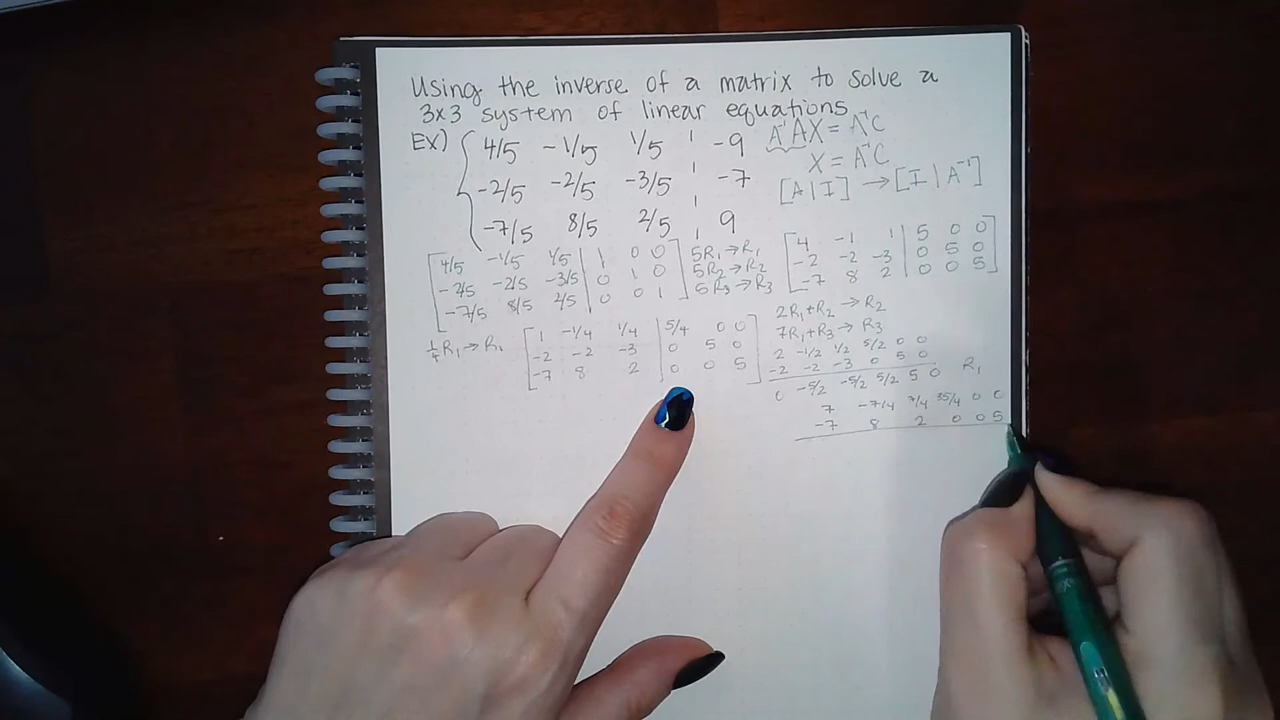 Using the inverse of a matrix to solve a
3x3 system of linear equations
EX) { 4/5 -1/5 1/5 | -9
-2/5 -2/5 -3/5 | -7
-7/5 8/5 2/5 | 9
A⁻¹AX = A⁻¹C
X = A⁻¹C
[A | I] → [I | A⁻¹]
4/5 -1/5 1/5 | 1 0 0 5R₁ → R₁
-2/5 -2/5 -3/5 | 0 1 0 5R₂ → R₂
-7/5 8/5 2/5 | 0 0 1 5R₃ → R₃
4 -1 1 | 5 0 0
-2 -2 -3 | 0 5 0
-7 8 2 | 0 0 5
1/4 R₁ → R₁
1 -1/4 1/4 | 5/4 0 0
-2 -2 -3 | 0 5 0
-7 8 2 | 0 0 5
2R₁+R₂ → R₂
7R₁+R₃ → R₃
2 -1/2 1/2 5/2 0 0
-2 -2 -3 0 5 0
0 -5/2 -5/2 5/2 5 0 R₁
7 -7/4 7/4 35/4 0 0
-7 8 2 0 0 5